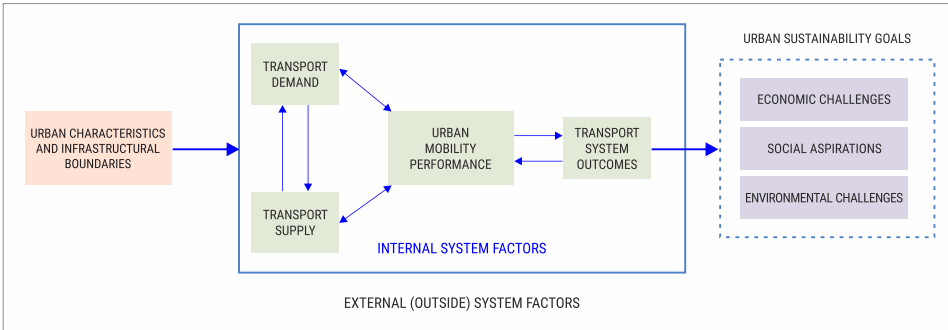 URBAN CHARACTERISTICS
AND INFRASTRUCTURAL
BOUNDARIES
TRANSPORT
DEMAND
TRANSPORT
SUPPLY
URBAN
MOBILITY
PERFORMANCE
TRANSPORT
SYSTEM
OUTCOMES
INTERNAL SYSTEM FACTORS
URBAN SUSTAINABILITY GOALS
ECONOMIC CHALLENGES
SOCIAL ASPIRATIONS
ENVIRONMENTAL CHALLENGES
EXTERNAL (OUTSIDE) SYSTEM FACTORS